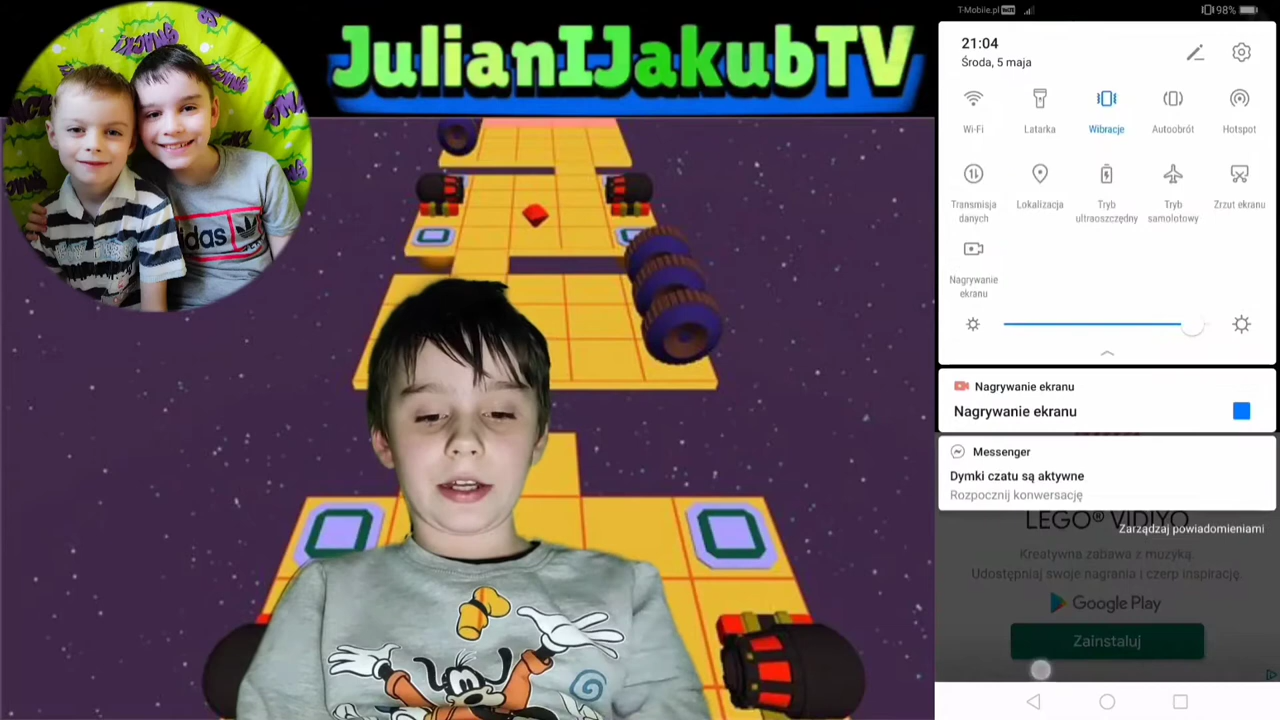 JulianIJakubTV
didas
T-Mobile.pl
98%
21:04
Środa, 5 maja
Wi-Fi
Latarka
Wibracje
Autoobrót
Hotspot
Transmisja
danych
Lokalizacja
Tryb
ultraoszczędny
Tryb
samolotowy
Zrzut ekranu
Nagrywanie
ekranu
Nagrywanie ekranu
Nagrywanie ekranu
Messenger
Dymki czatu są aktywne
Rozpocznij konwersację
LEGO® VIDIYO
Zarządzaj powiadomieniami
Kreatywna zabawa z muzyką.
Udostępniaj swoje nagrania i czerp inspirację.
Google Play
Zainstaluj